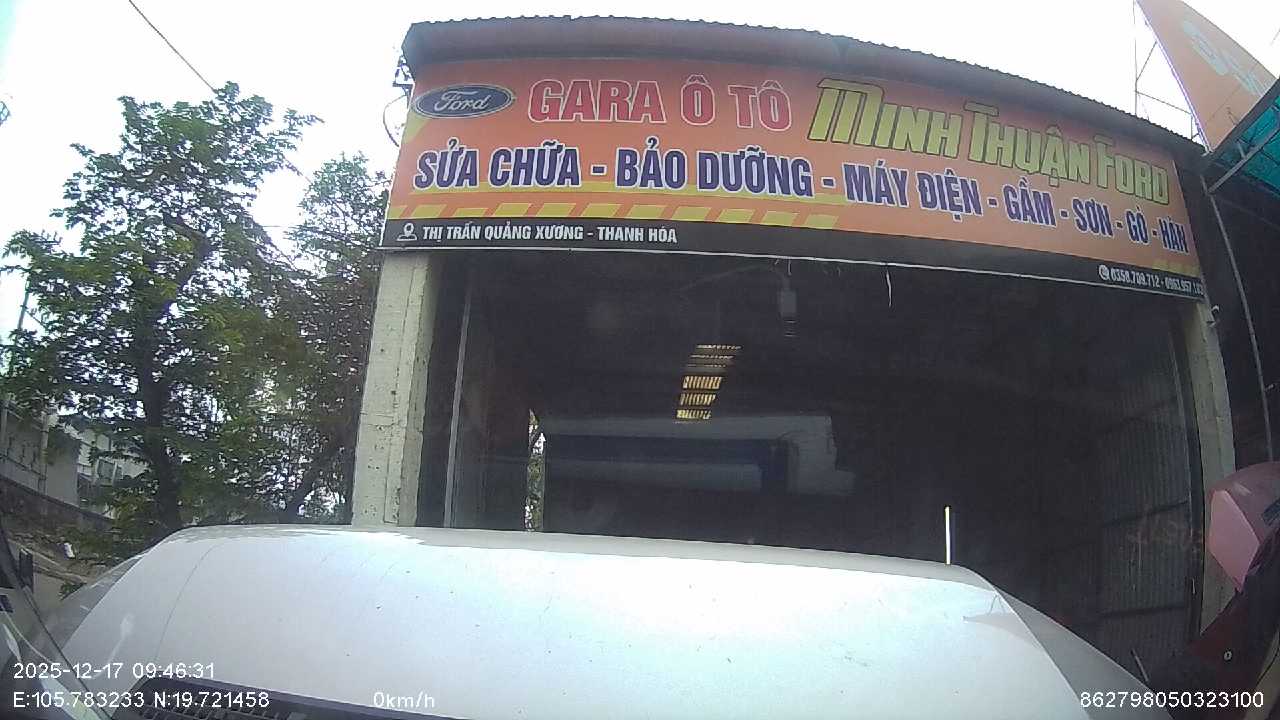 Ford GARA Ô TÔ MINH THUẬN FORD
SỬA CHỮA - BẢO DƯỠNG - MÁY ĐIỆN - GẦM - SƠN - GÒ - HÀN
THỊ TRẤN QUẢNG XƯƠNG - THANH HÓA
2025-12-17 09:46:31
E:105.783233 N:19.721458 0km/h 862798050323100